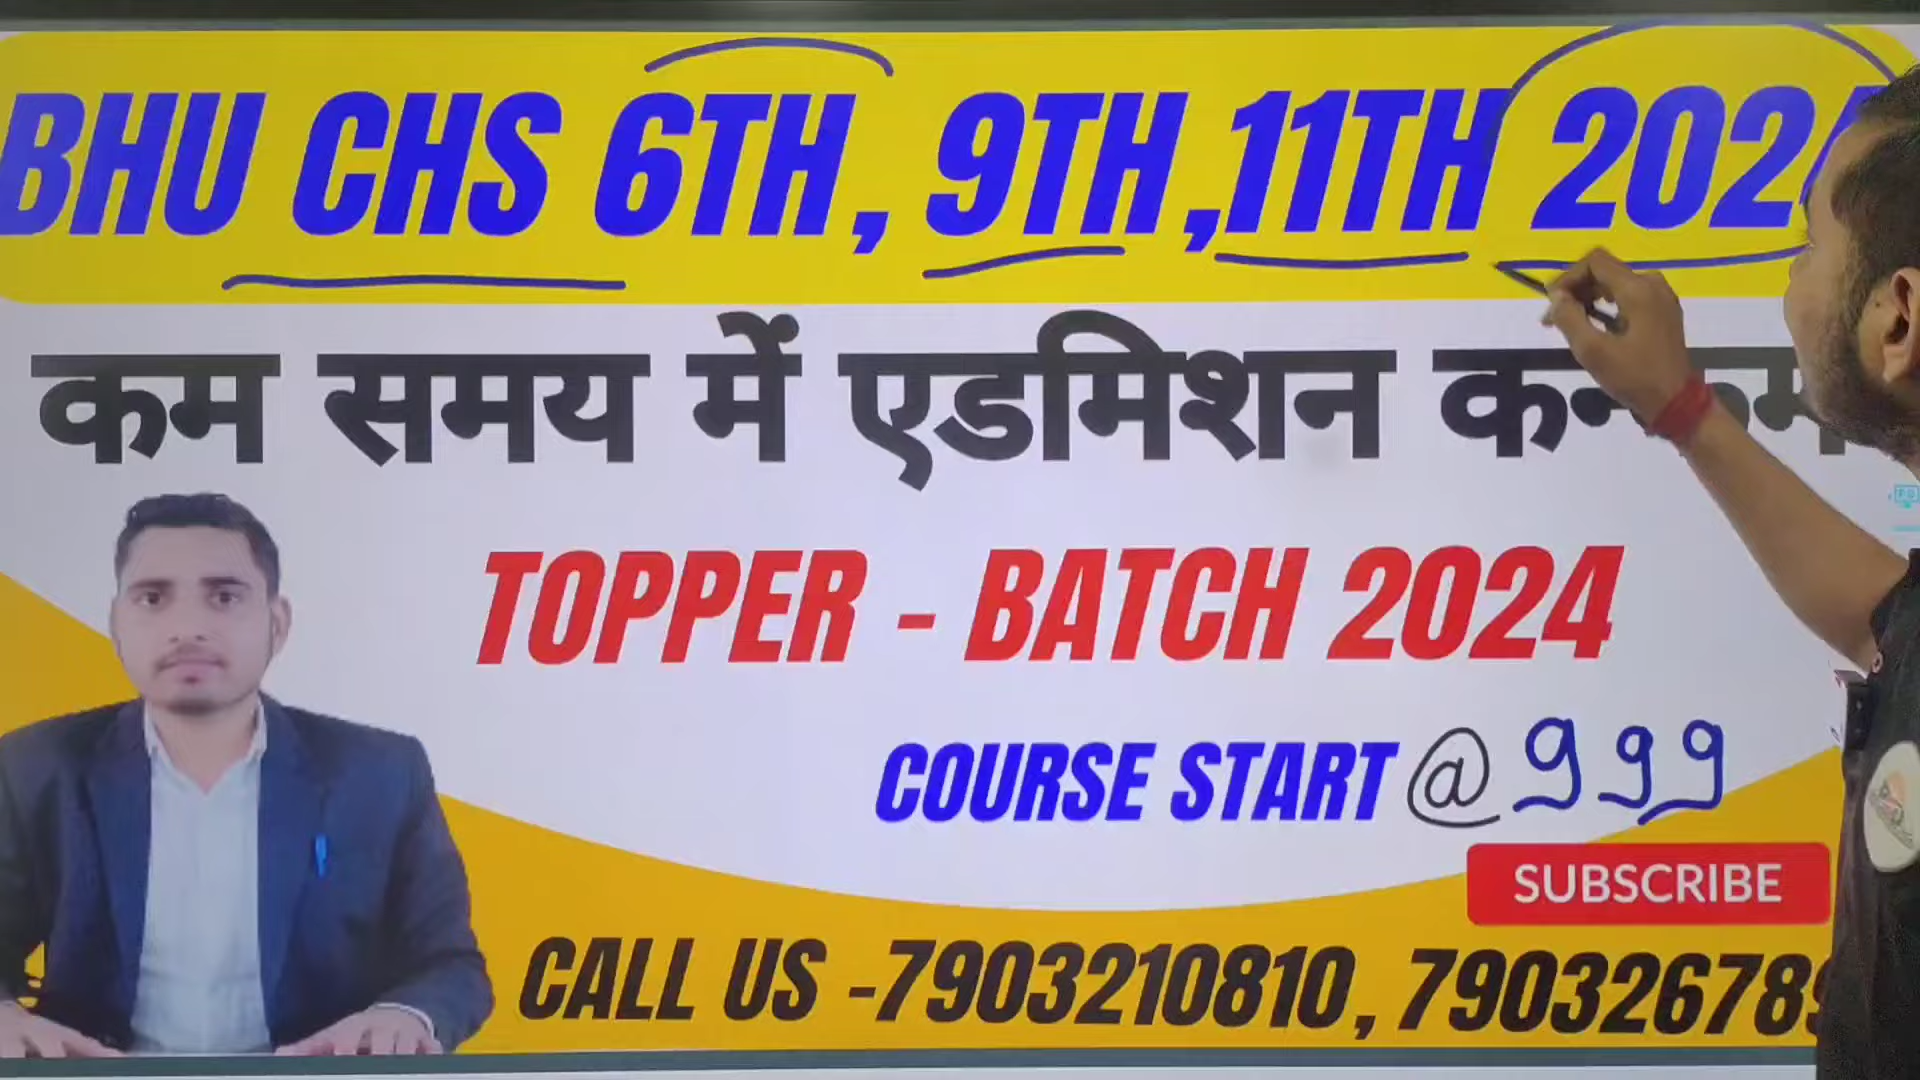 BHU CHS 6TH, 9TH,11TH 2024
कम समय में एडमिशन
TOPPER - BATCH 2024
COURSE START @ 999
SUBSCRIBE
CALL US -7903210810,